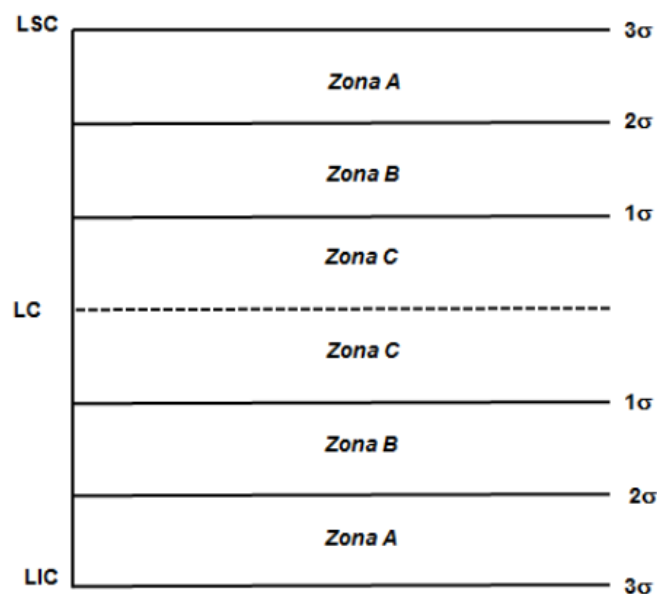 LSC 3σ
Zona A
2σ
Zona B
1σ
Zona C
LC
Zona C
1σ
Zona B
2σ
Zona A
LIC 3σ